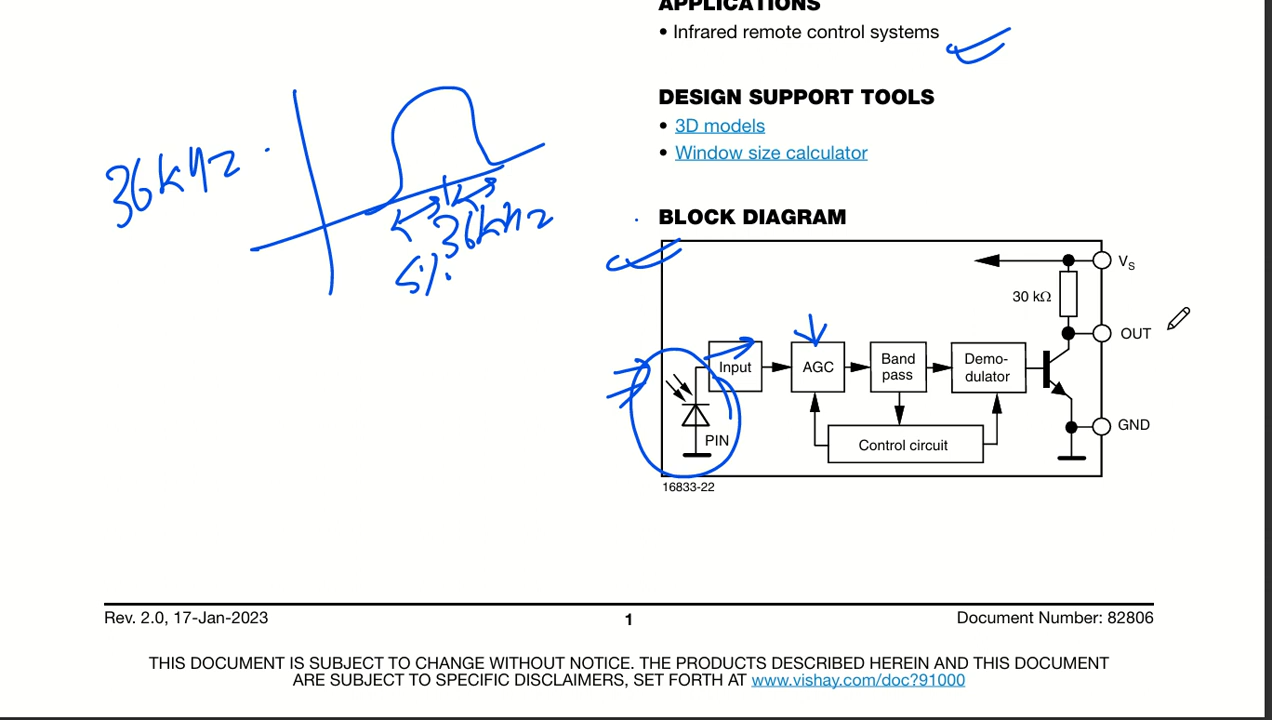 APPLICATIONS
• Infrared remote control systems
DESIGN SUPPORT TOOLS
• 3D models
• Window size calculator
36kHz
36kHz
5%
BLOCK DIAGRAM
VS
30 kΩ
OUT
Input
AGC
Band
pass
Demo-
dulator
GND
PIN
Control circuit
16833-22
Rev. 2.0, 17-Jan-2023
1
Document Number: 82806
THIS DOCUMENT IS SUBJECT TO CHANGE WITHOUT NOTICE. THE PRODUCTS DESCRIBED HEREIN AND THIS DOCUMENT
ARE SUBJECT TO SPECIFIC DISCLAIMERS, SET FORTH AT www.vishay.com/doc?91000